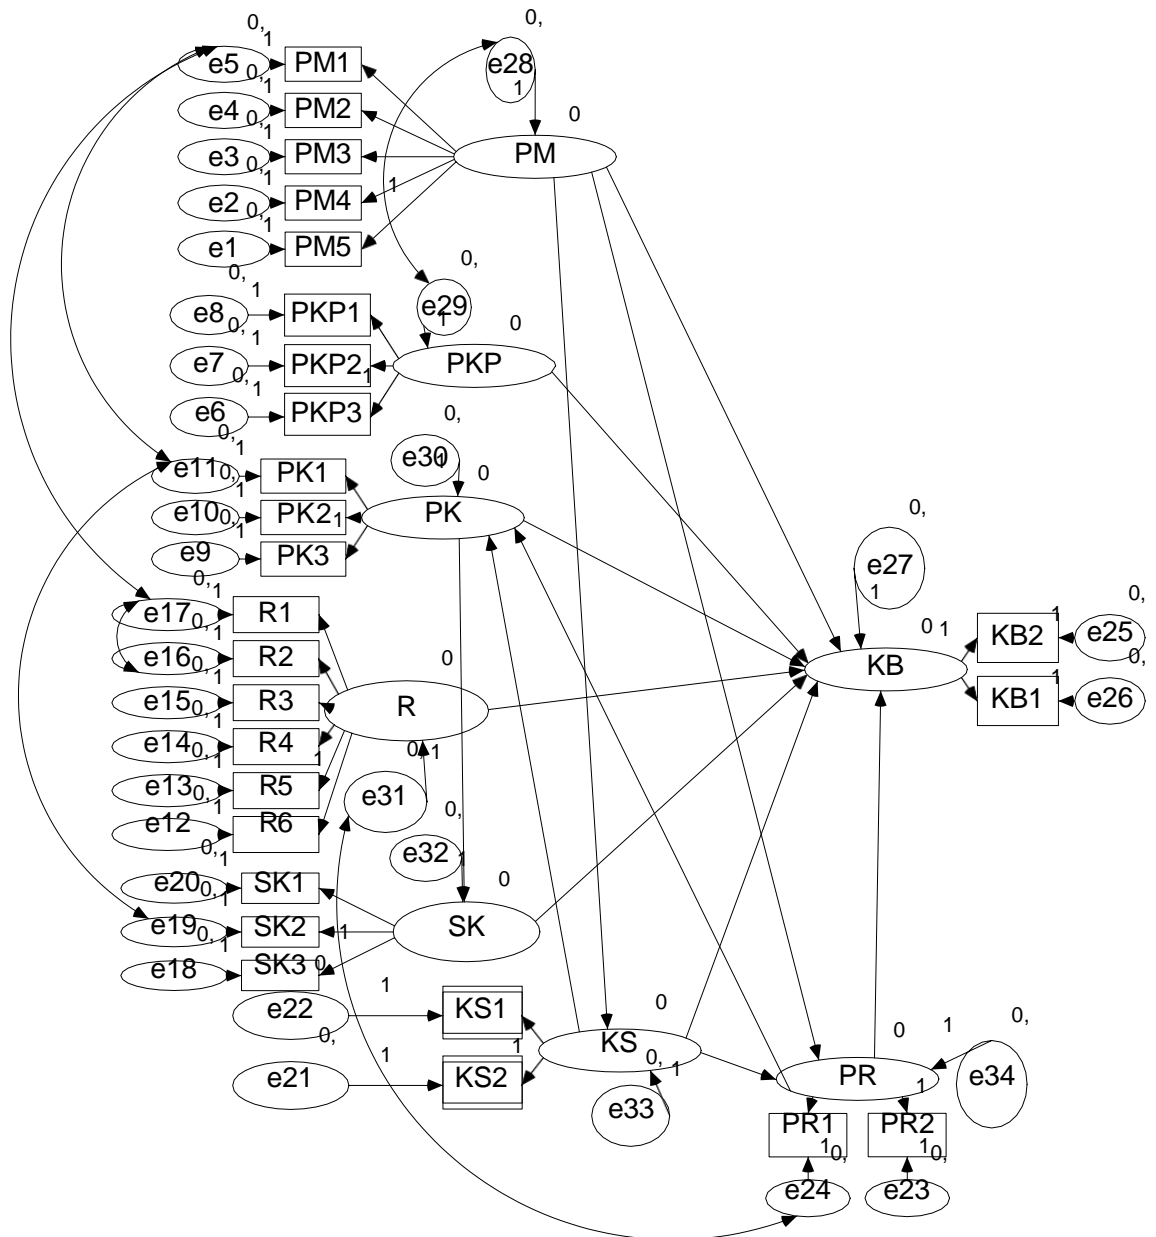 0,
0,
1
e5
PM1
e28
0,
1
1
e4
PM2
0
0,
1
e3
PM3
PM
0,
1
e2
PM4
1
0,
1
e1
PM5
0,
0,
1
e8
PKP1
e29
1
0
0,
1
e7
PKP2
1
PKP
0,
1
e6
PKP3
0,
0,
1
e30
1
0
e11
PK1
0,
1
e10
PK2
1
PK
0,
1
e9
PK3
0,
e27
1
0,
1
0,
e17
R1
0
1
KB2
1
e25
0,
1
e16
R2
0
KB
0,
0,
1
e15
R3
R
KB1
1
e26
0,
1
e14
R4
1
0,
1
0,
1
e13
R5
e31
0,
1
e12
R6
0,
0,
1
e32
1
0
e20
SK1
0,
1
e19
SK2
1
SK
0,
1
e18
SK3
0,
1
0
0,
e22
KS1
0,
1
KS
0
1
1
e21
KS2
0,
1
PR
1
e34
e33
PR1
PR2
1
0,
1
0,
e24
e23